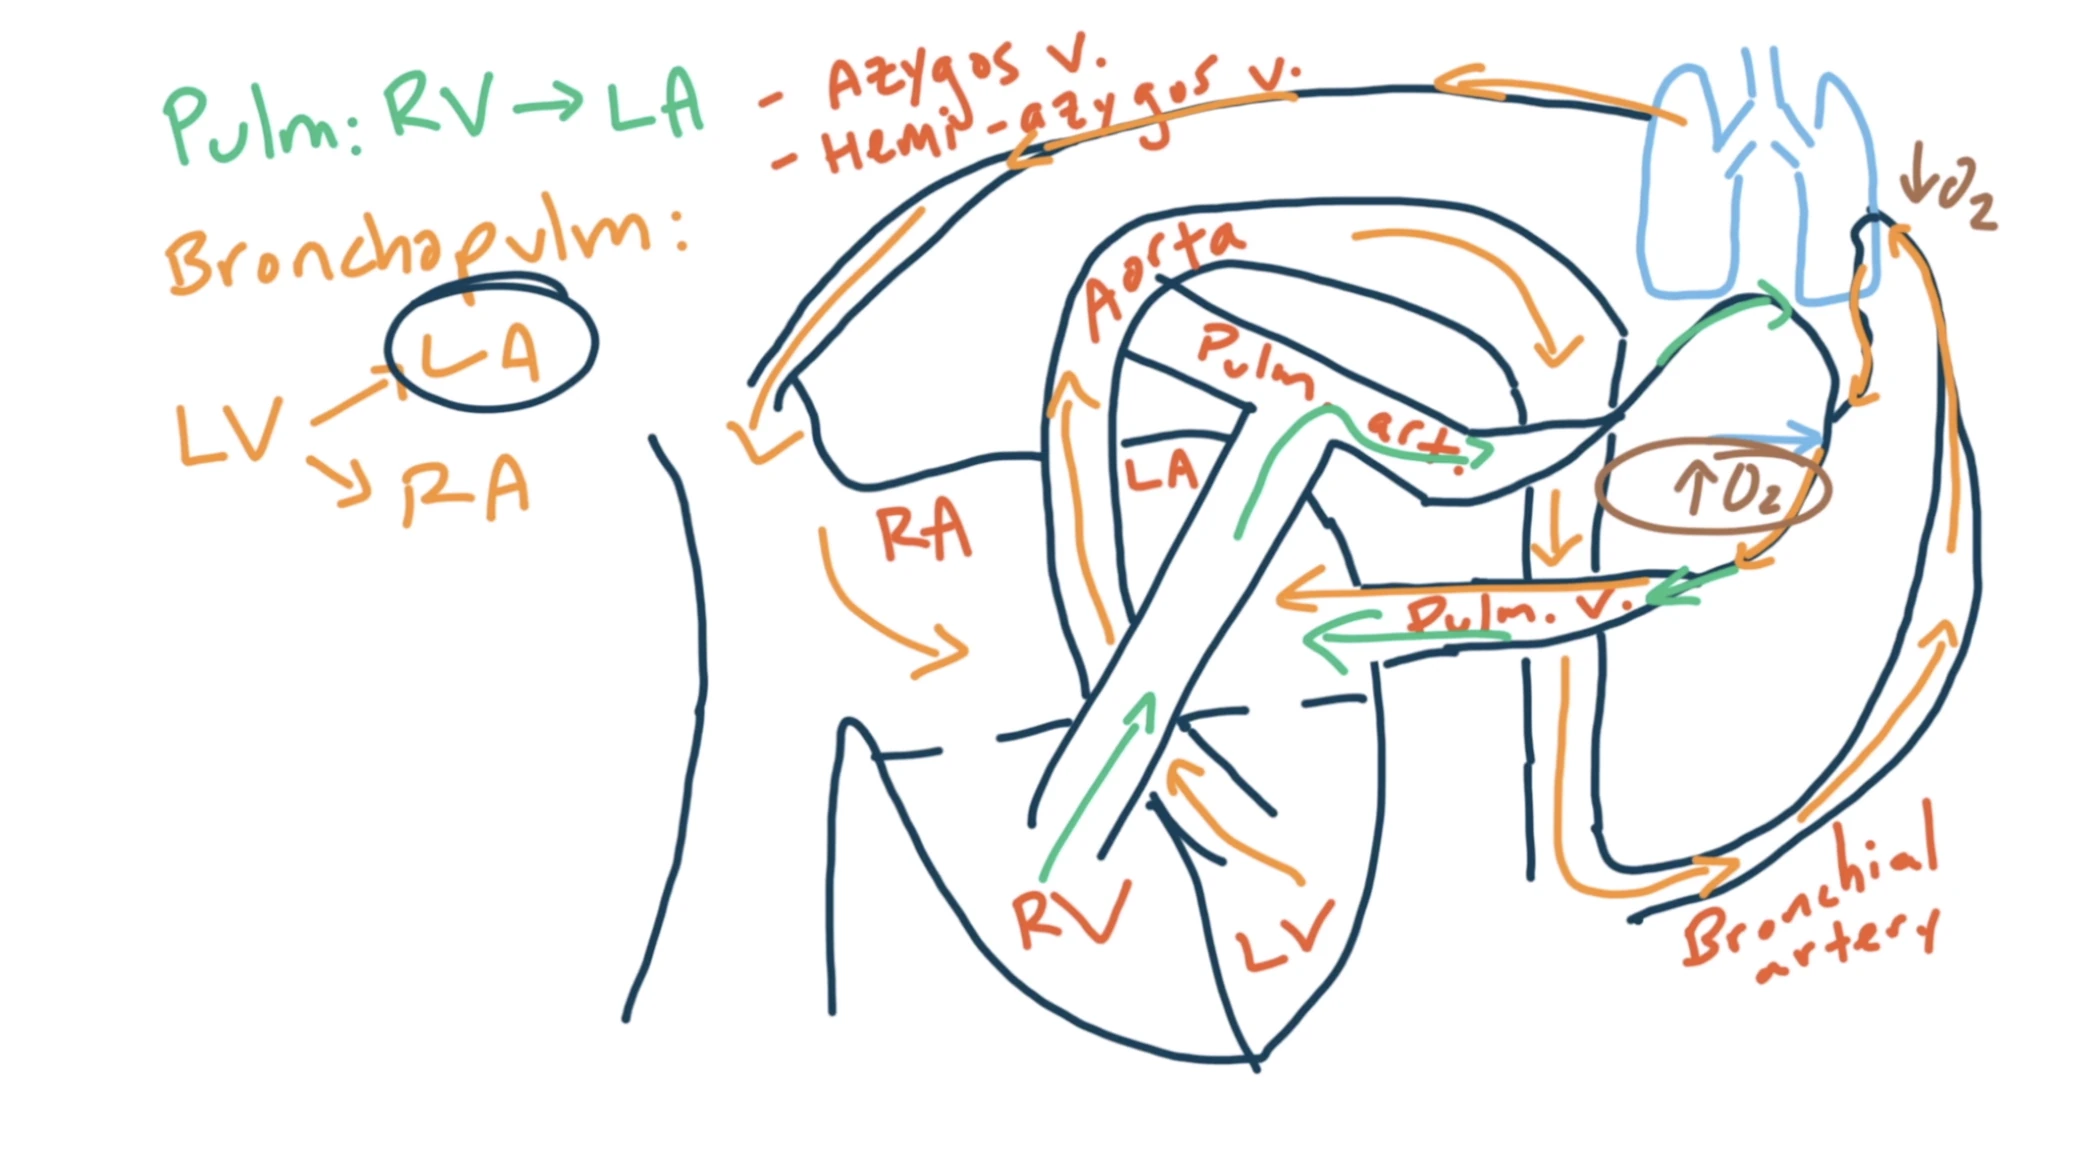 Pulm: RV → LA
- Azygos v.
- Hemi-azygos v.
Bronchopulm:
LA
LV
RA
↓O2
Aorta
Pulm. art.
LA
RA
↑O2
Pulm. v.
RV
LV
Bronchial
artery